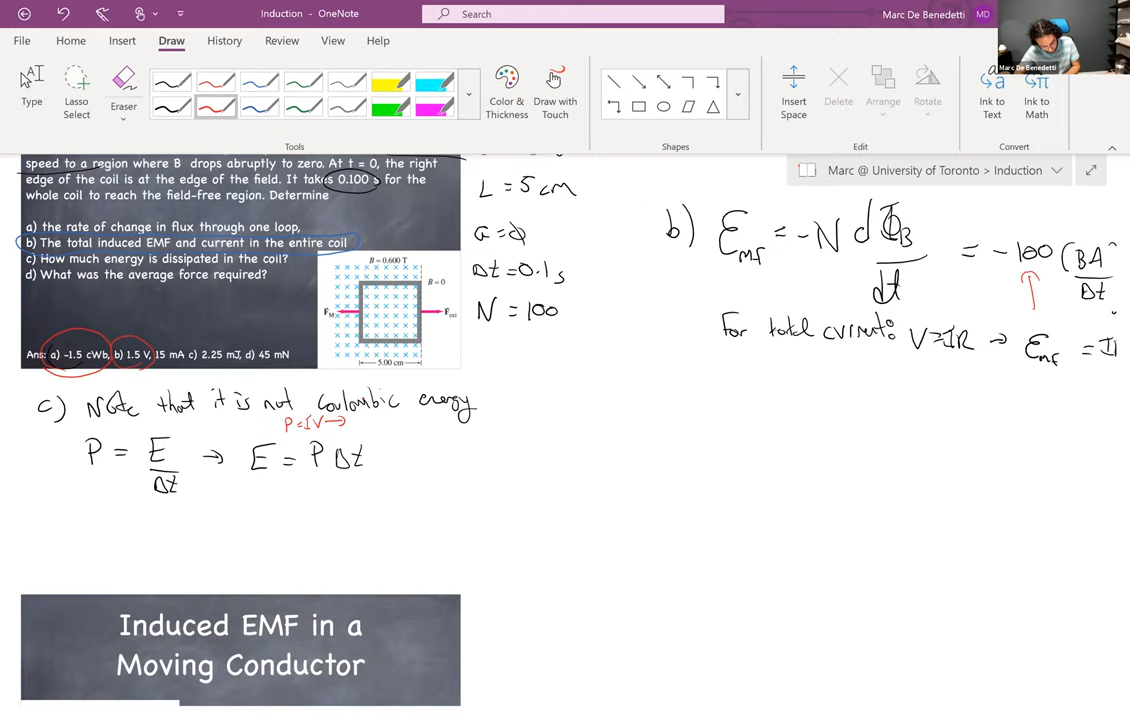 Induction - OneNote
Search
Marc De Benedetti
MD
File Home Insert Draw History Review View Help
Marc De Benedetti
Type
Lasso Select
Eraser
Color & Thickness
Draw with Touch
Insert Space
Delete
Arrange
Rotate
Ink to Text
Ink to Math
Tools
Shapes
Edit
Convert
Marc @ University of Toronto > Induction
speed to a region where B drops abruptly to zero. At t = 0, the right
edge of the coil is at the edge of the field. It takes 0.100 s for the
whole coil to reach the field-free region. Determine
a) the rate of change in flux through one loop,
b) The total induced EMF and current in the entire coil
c) How much energy is dissipated in the coil?
d) What was the average force required?
B = 0.600 T
B = 0
F_M
F_ext
5.00 cm
Ans: a) -1.5 cWb, b) 1.5 V, 15 mA c) 2.25 mJ, d) 45 mN
L = 5 cm
Δt = 0.1 s
N = 100
b) Ɛmf = -N dΦB/dt = -100 (BA/Δt
For total current: V=IR → Ɛmf = I
c) Note that it is not coulombic energy
P=IV →
P = E/Δt → E = P Δt
Induced EMF in a
Moving Conductor